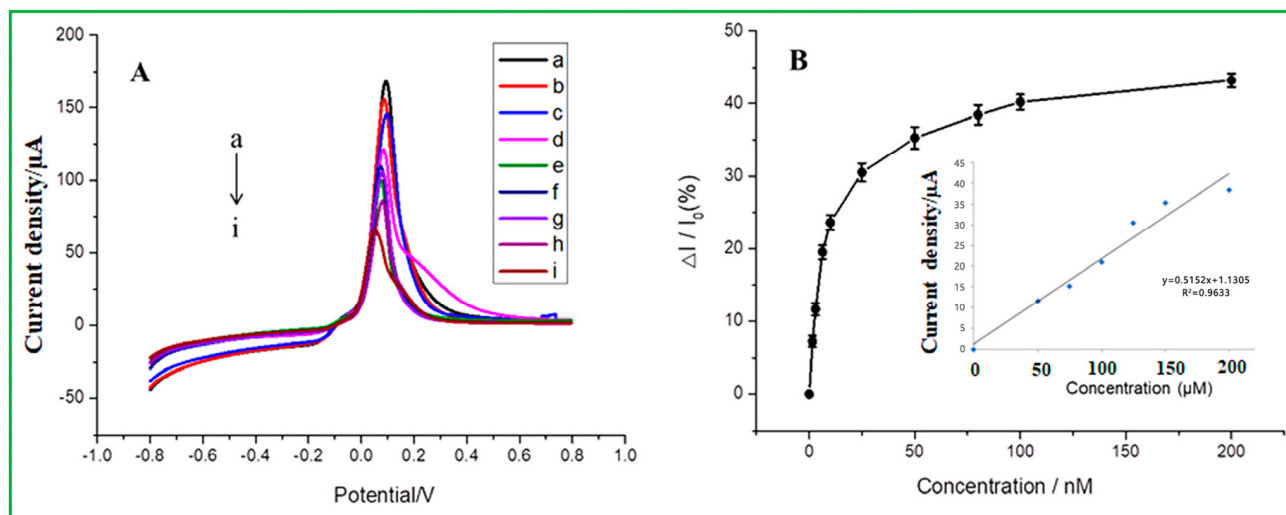 A
Current density/μA
200
150
100
50
0
-50
a
i
a
b
c
d
e
f
g
h
i
-1.0 -0.8 -0.6 -0.4 -0.2 0.0 0.2 0.4 0.6 0.8 1.0
Potential/V
B
△I / I₀(%)
50
40
30
20
10
0
0 50 100 150 200
Concentration / nM
Current density/μA
45
40
35
30
25
20
15
10
5
0
y=0.5152x+1.1305
R²=0.9633
0 50 100 150 200
Concentration (μM)